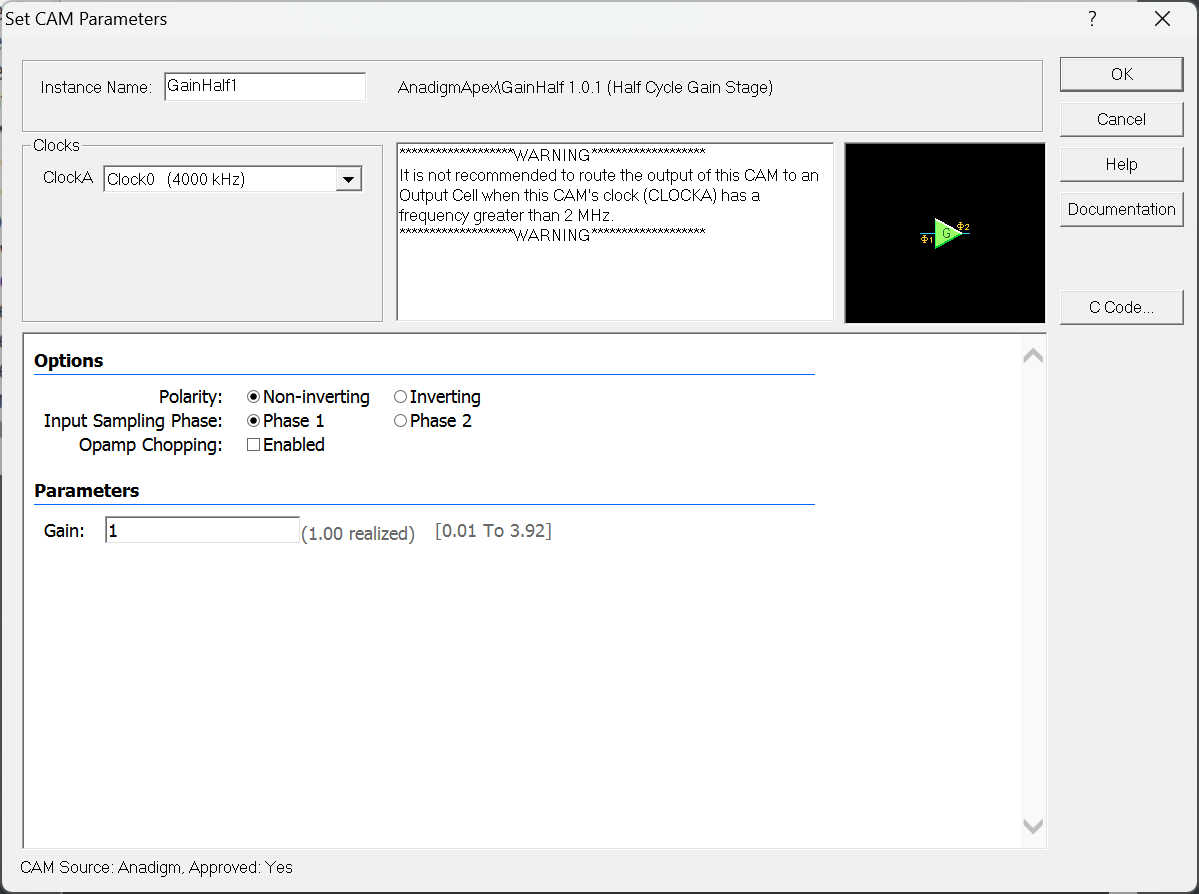 Set CAM Parameters
?
Instance Name: GainHalf1 AnadigmApex\GainHalf 1.0.1 (Half Cycle Gain Stage)
OK
Cancel
Help
Documentation
C Code...
Clocks
ClockA Clock0 (4000 kHz)
*******************WARNING*******************
It is not recommended to route the output of this CAM to an
Output Cell when this CAM's clock (CLOCKA) has a
frequency greater than 2 MHz.
*******************WARNING*******************
Φ1 G Φ2
Options
Polarity: Non-inverting Inverting
Input Sampling Phase: Phase 1 Phase 2
Opamp Chopping: Enabled
Parameters
Gain: 1 (1.00 realized) [0.01 To 3.92]
CAM Source: Anadigm, Approved: Yes